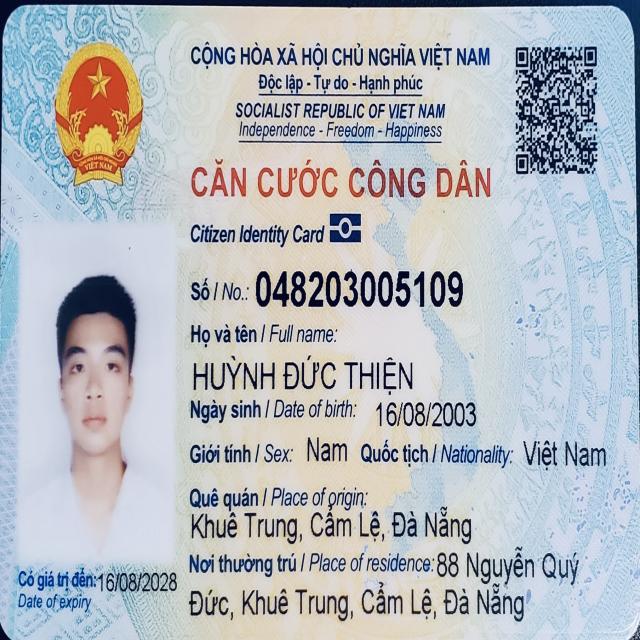 CỘNG HÒA XÃ HỘI CHỦ NGHĨA VIỆT NAM
Độc lập - Tự do - Hạnh phúc
SOCIALIST REPUBLIC OF VIET NAM
Independence - Freedom - Happiness
CĂN CƯỚC CÔNG DÂN
Citizen Identity Card
Số / No.: 048203005109
Họ và tên / Full name:
HUỲNH ĐỨC THIỆN
Ngày sinh / Date of birth: 16/08/2003
Giới tính / Sex: Nam Quốc tịch / Nationality: Việt Nam
Quê quán / Place of origin:
Khuê Trung, Cẩm Lệ, Đà Nẵng
Nơi thường trú / Place of residence: 88 Nguyễn Quý
Đức, Khuê Trung, Cẩm Lệ, Đà Nẵng
Có giá trị đến: 16/08/2028
Date of expiry
VIỆT NAM